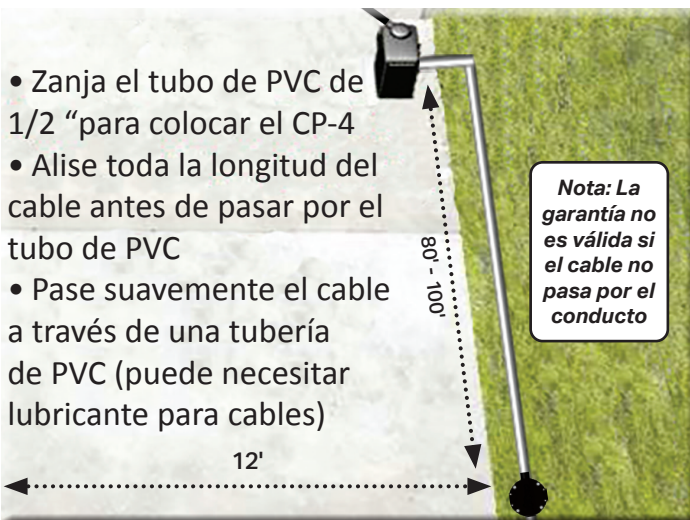 • Zanja el tubo de PVC de
1/2 “para colocar el CP-4
• Alise toda la longitud del
cable antes de pasar por el
tubo de PVC
• Pase suavemente el cable
a través de una tubería
de PVC (puede necesitar
lubricante para cables)
12'
80' - 100'
Nota: La
garantía no
es válida si
el cable no
pasa por el
conducto